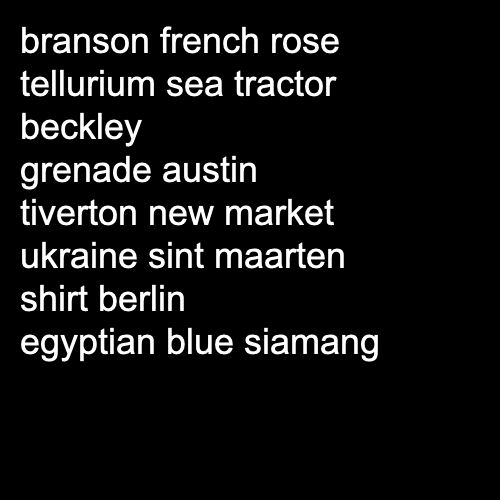 branson french rose
tellurium sea tractor
beckley
grenade austin
tiverton new market
ukraine sint maarten
shirt berlin
egyptian blue siamang